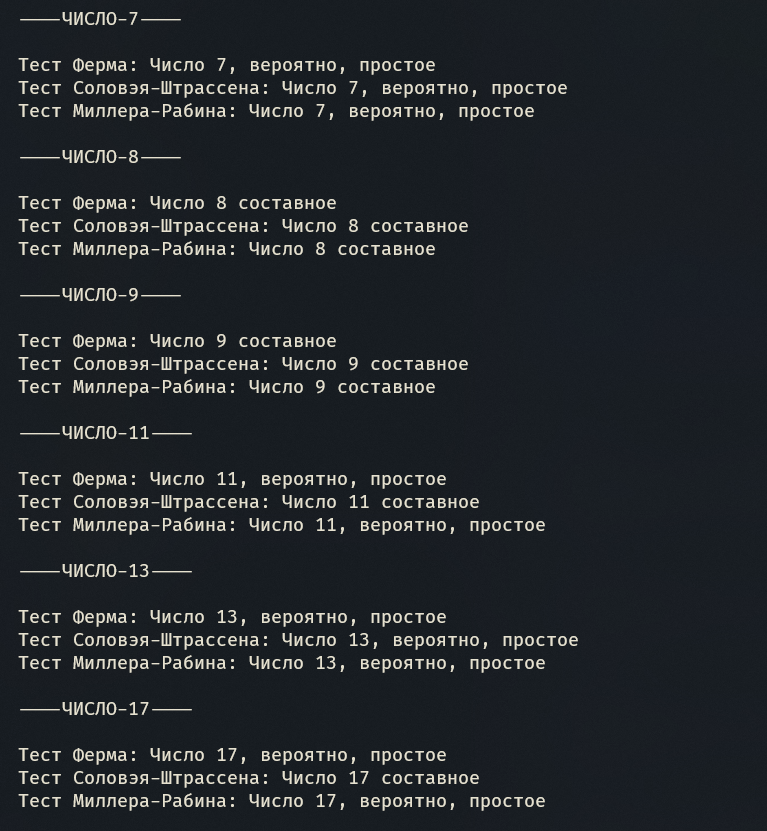 ————ЧИСЛО-7————
Тест Ферма: Число 7, вероятно, простое
Тест Соловэя-Штрассена: Число 7, вероятно, простое
Тест Миллера-Рабина: Число 7, вероятно, простое
————ЧИСЛО-8————
Тест Ферма: Число 8 составное
Тест Соловэя-Штрассена: Число 8 составное
Тест Миллера-Рабина: Число 8 составное
————ЧИСЛО-9————
Тест Ферма: Число 9 составное
Тест Соловэя-Штрассена: Число 9 составное
Тест Миллера-Рабина: Число 9 составное
————ЧИСЛО-11————
Тест Ферма: Число 11, вероятно, простое
Тест Соловэя-Штрассена: Число 11 составное
Тест Миллера-Рабина: Число 11, вероятно, простое
————ЧИСЛО-13————
Тест Ферма: Число 13, вероятно, простое
Тест Соловэя-Штрассена: Число 13, вероятно, простое
Тест Миллера-Рабина: Число 13, вероятно, простое
————ЧИСЛО-17————
Тест Ферма: Число 17, вероятно, простое
Тест Соловэя-Штрассена: Число 17 составное
Тест Миллера-Рабина: Число 17, вероятно, простое